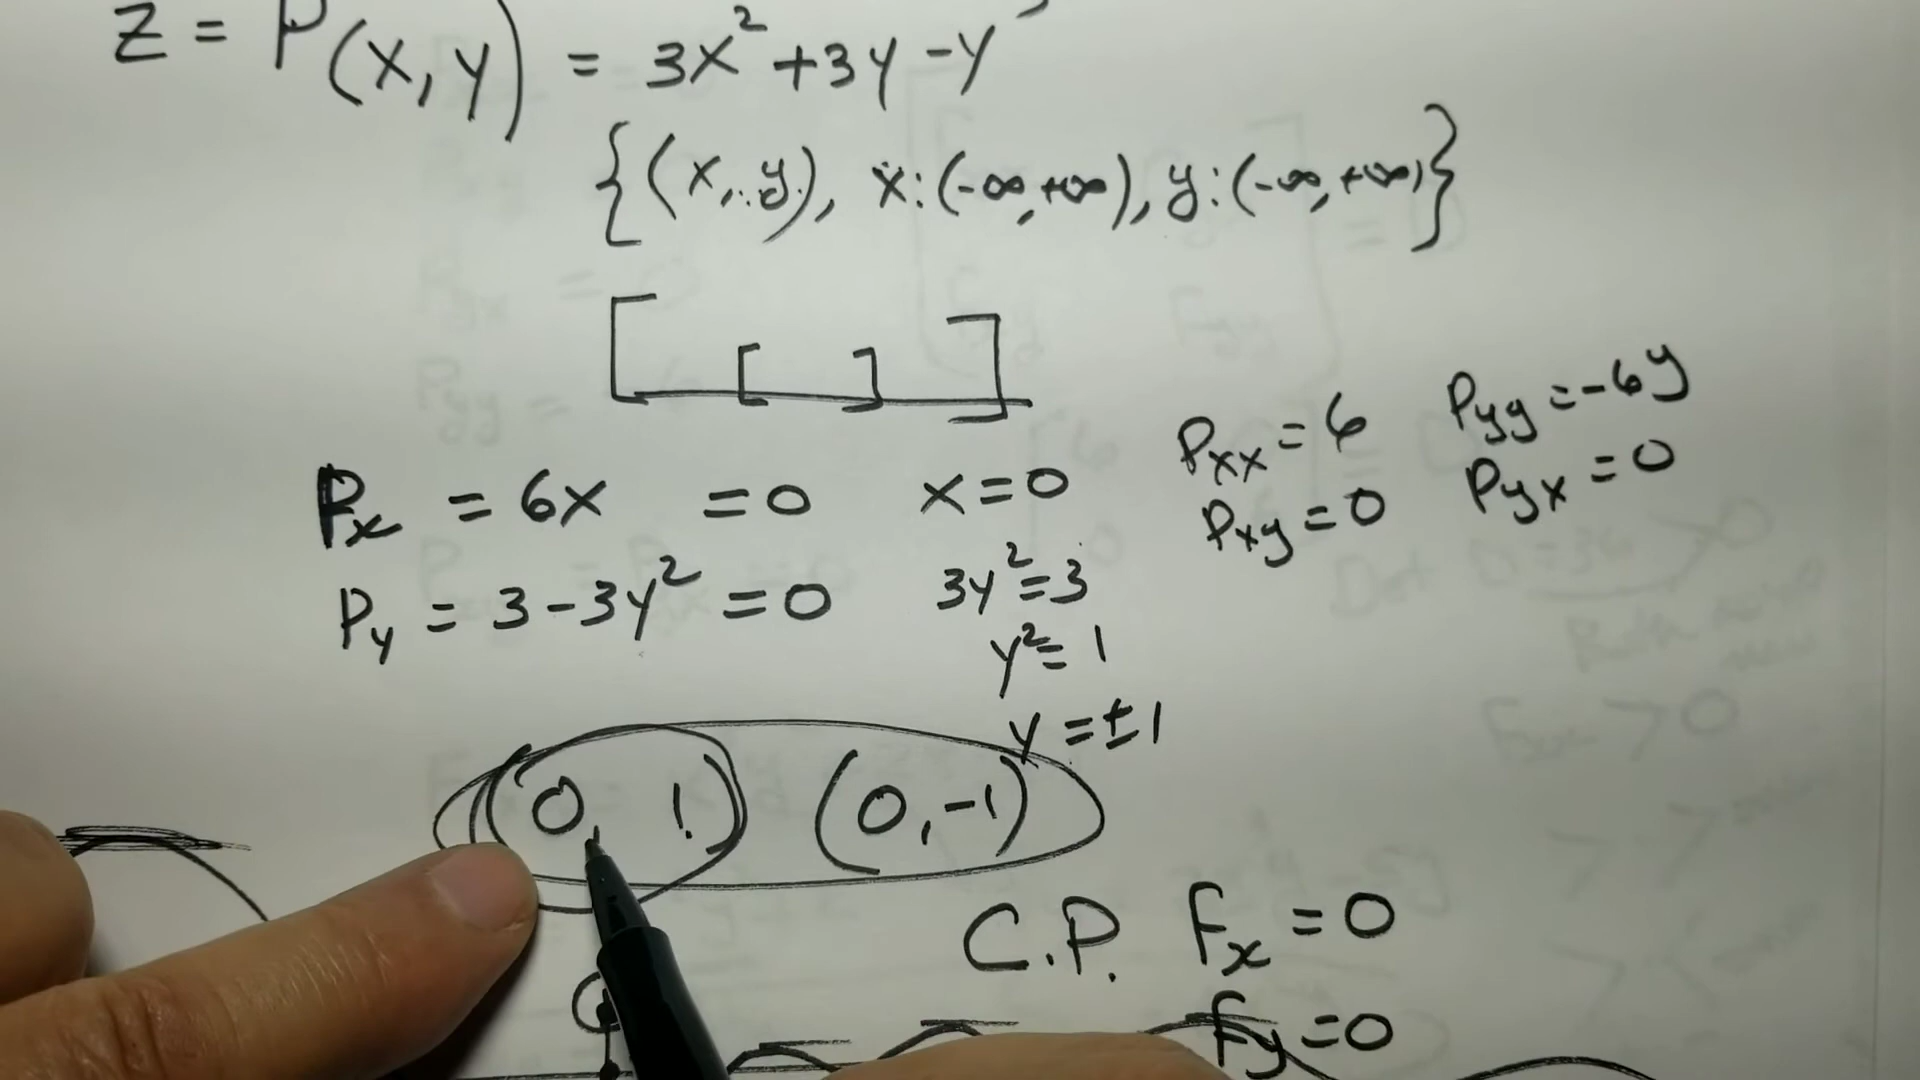 Z = P(x,y) = 3x² + 3y - y³
{(x, y), x:(-∞,+∞), y:(-∞,+∞)}
Pxx = 6 Pyy = -6y
Pxy = 0 Pyx = 0
Px = 6x = 0 x = 0
Py = 3 - 3y² = 0 3y² = 3
y² = 1
y = ±1
(0, 1) (0, -1)
C.P. Fx = 0
Fy = 0